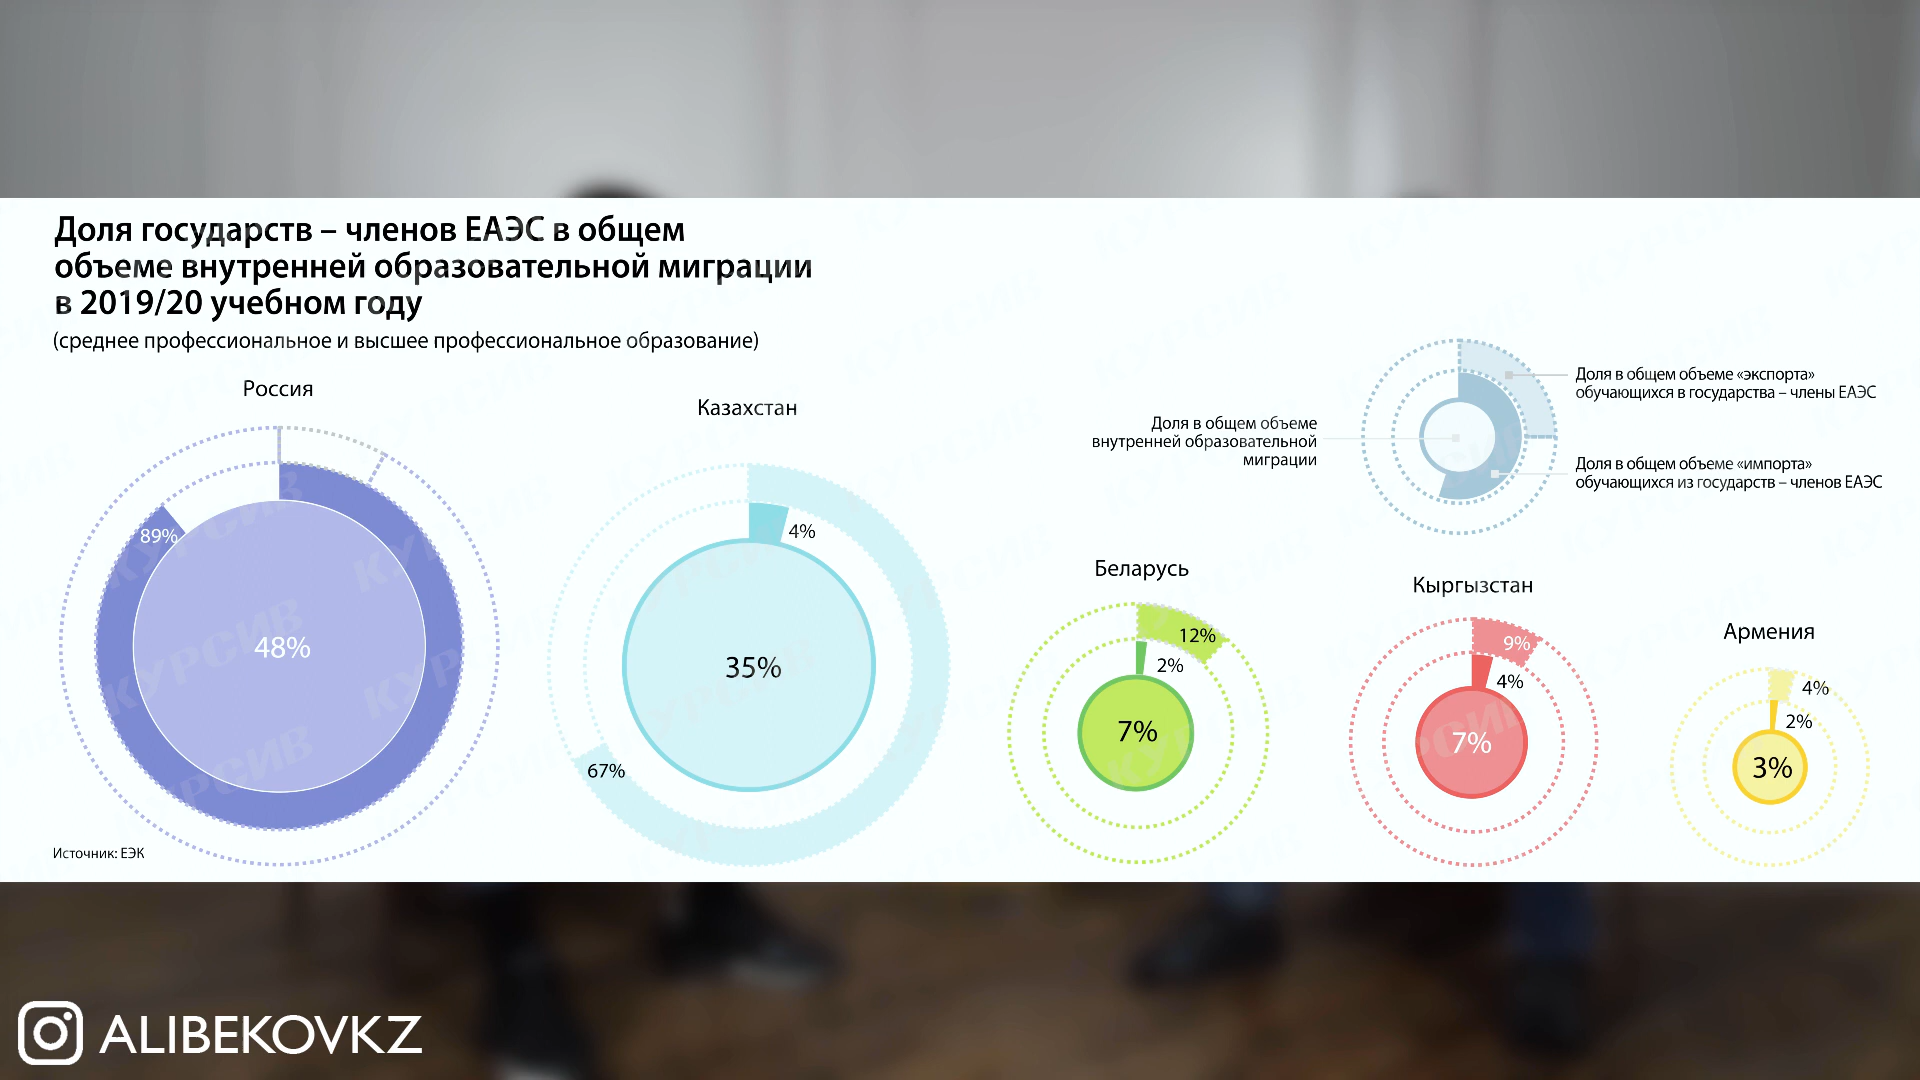 Доля государств – членов ЕАЭС в общем
объеме внутренней образовательной миграции
в 2019/20 учебном году
(среднее профессиональное и высшее профессиональное образование)
Россия
89%
48%
Казахстан
4%
35%
67%
Доля в общем объеме
внутренней образовательной
миграции
Доля в общем объеме «экспорта»
обучающихся в государства – члены ЕАЭС
Доля в общем объеме «импорта»
обучающихся из государств – членов ЕАЭС
Беларусь
12%
2%
7%
Кыргызстан
9%
4%
7%
Армения
4%
2%
3%
Источник: ЕЭК
КУРСИВ
ALIBEKOVKZ